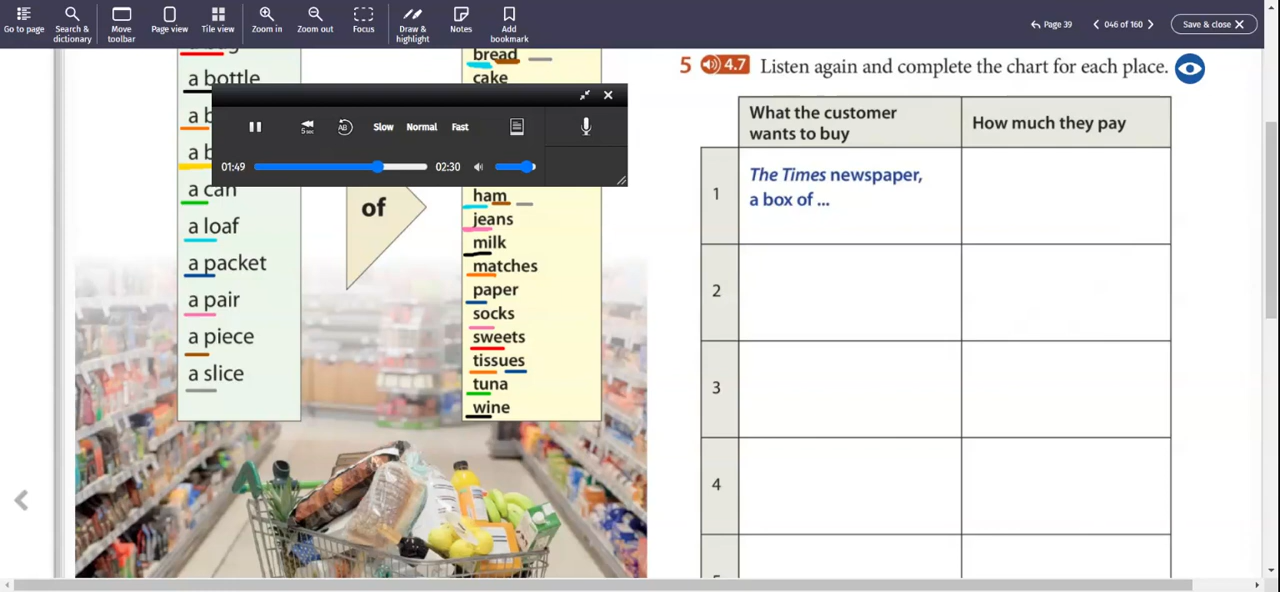 Go to page
Search & dictionary
Move toolbar
Page view
Tile view
Zoom in
Zoom out
Focus
Draw & highlight
Notes
Add bookmark
Page 39
046 of 160
Save & close
a bottle
a b
a b
a can
a loaf
a packet
a pair
a piece
a slice
of
bread
cake
ham
jeans
milk
matches
paper
socks
sweets
tissues
tuna
wine
5 sec
AB
Slow
Normal
Fast
01:49
02:30
5 4.7 Listen again and complete the chart for each place.
What the customer
wants to buy
How much they pay
1
The Times newspaper,
a box of ...
2
3
4